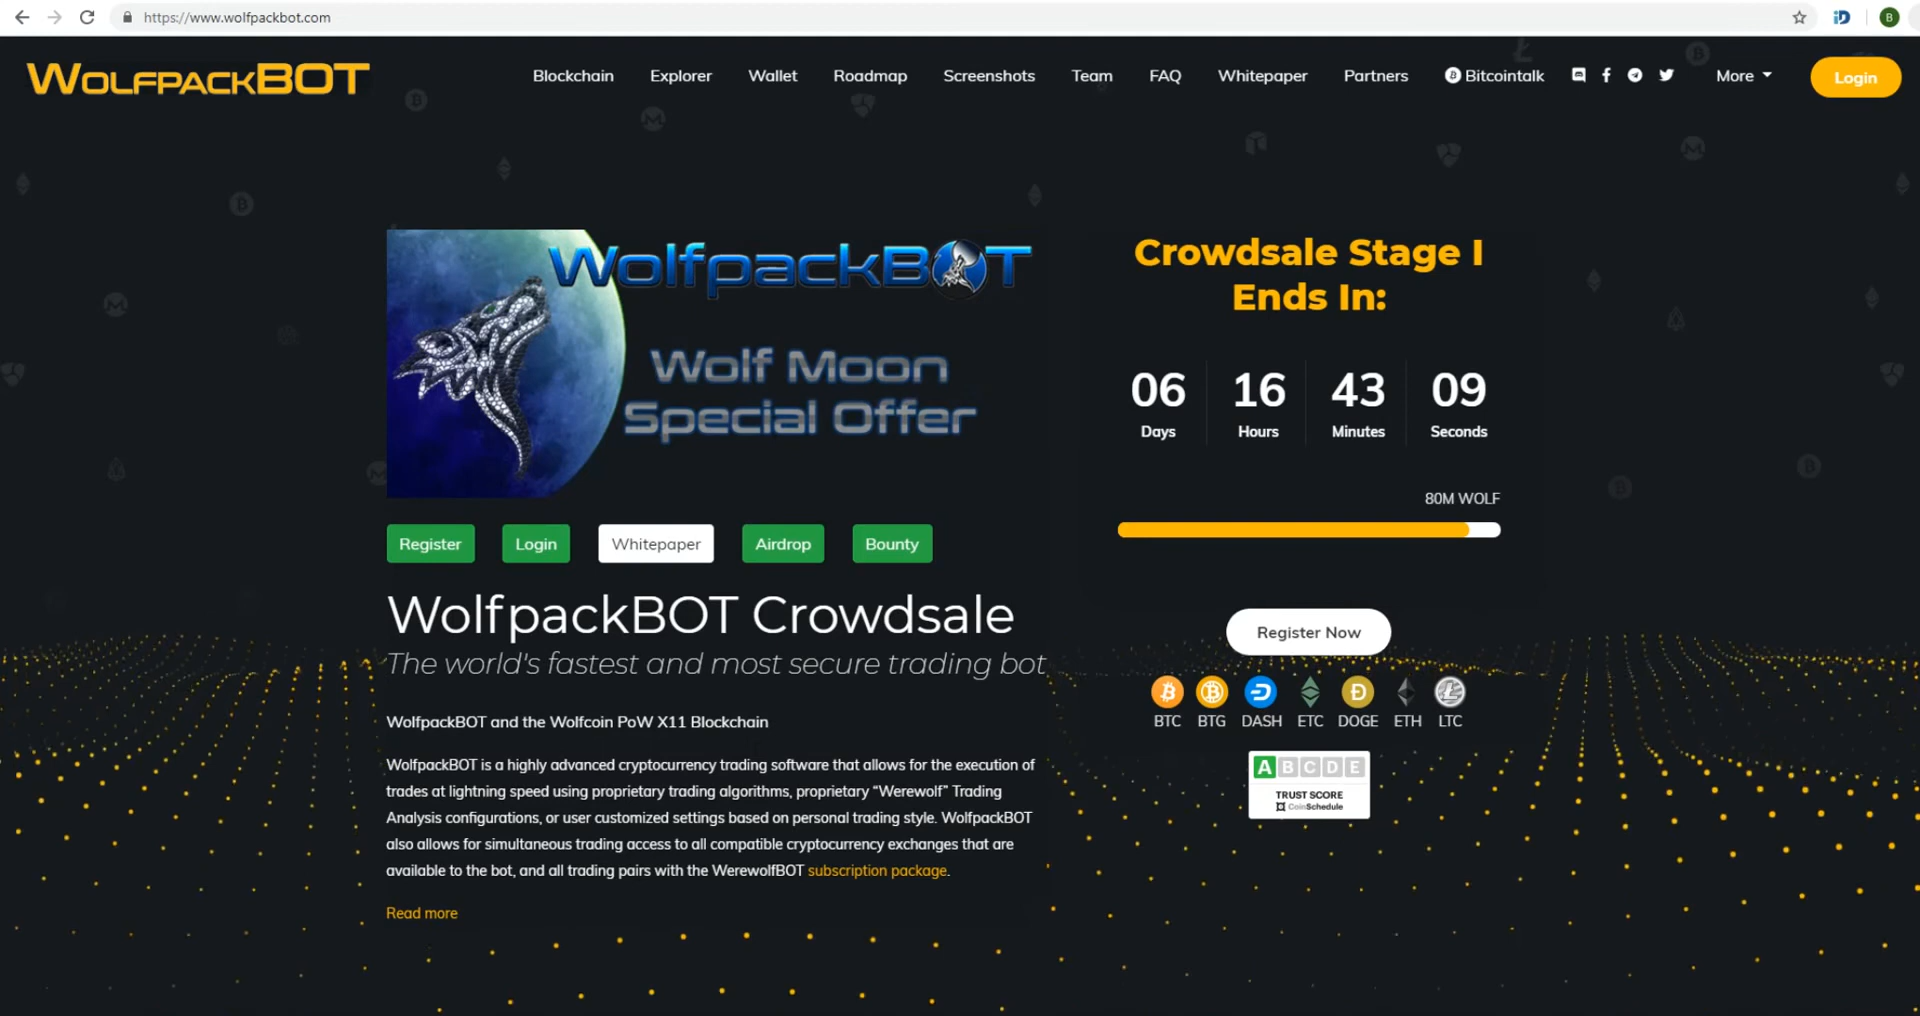 https://www.wolfpackbot.com
B
WOLFPACKBOT
Blockchain Explorer Wallet Roadmap Screenshots Team FAQ Whitepaper Partners Bitcointalk More Login
WolfpackBOT
Wolf Moon
Special Offer
Crowdsale Stage I
Ends In:
06 16 43 09
Days Hours Minutes Seconds
80M WOLF
Register Login Whitepaper Airdrop Bounty
WolfpackBOT Crowdsale
The world's fastest and most secure trading bot
Register Now
BTC BTG DASH ETC DOGE ETH LTC
A B C D E
TRUST SCORE
CoinSchedule
WolfpackBOT and the Wolfcoin PoW X11 Blockchain
WolfpackBOT is a highly advanced cryptocurrency trading software that allows for the execution of
trades at lightning speed using proprietary trading algorithms, proprietary “Werewolf” Trading
Analysis configurations, or user customized settings based on personal trading style. WolfpackBOT
also allows for simultaneous trading access to all compatible cryptocurrency exchanges that are
available to the bot, and all trading pairs with the WerewolfBOT subscription package.
Read more